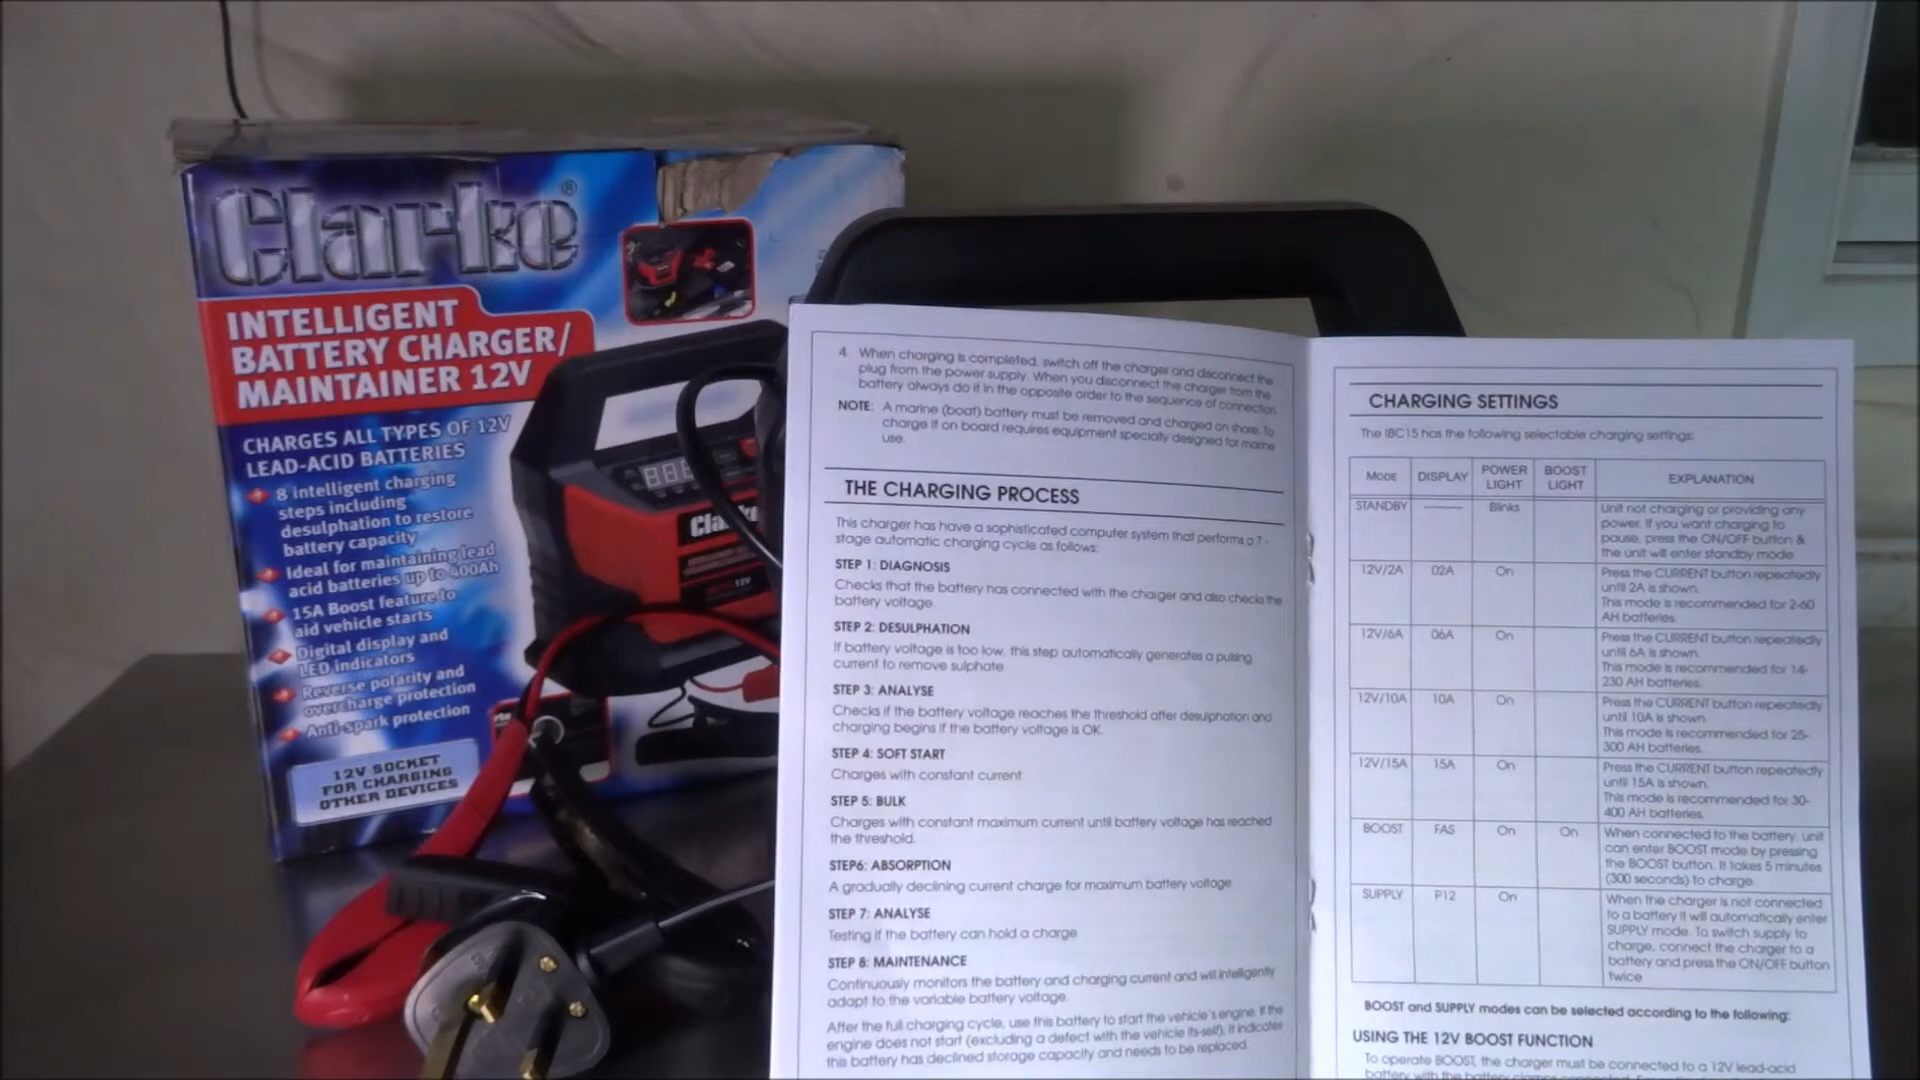 Clarke®
INTELLIGENT
BATTERY CHARGER/
MAINTAINER 12V
CHARGES ALL TYPES OF 12V
LEAD-ACID BATTERIES
8 intelligent charging
steps including
desulphation to restore
battery capacity
Ideal for maintaining lead
acid batteries up to 400Ah
15A Boost feature to
aid vehicle starts
Digital display and
LED indicators
Reverse polarity and
overcharge protection
Anti-spark protection
12V SOCKET
FOR CHARGING
OTHER DEVICES
4. When charging is completed, switch off the charger and disconnect the
plug from the power supply. When you disconnect the charger from the
battery always do it in the opposite order to the sequence of connection
NOTE: A marine (boat) battery must be removed and charged on shore. To
charge it on board requires equipment specially designed for marine
use.
THE CHARGING PROCESS
This charger has have a sophisticated computer system that performs a 7-
stage automatic charging cycle as follows:
STEP 1: DIAGNOSIS
Checks that the battery has connected with the charger and also checks the
battery voltage.
STEP 2: DESULPHATION
If battery voltage is too low, this step automatically generates a pulsing
current to remove sulphate.
STEP 3: ANALYSE
Checks if the battery voltage reaches the threshold after desulphation and
charging begins if the battery voltage is OK.
STEP 4: SOFT START
Charges with constant current.
STEP 5: BULK
Charges with constant maximum current until battery voltage has reached
the threshold.
STEP6: ABSORPTION
A gradually declining current charge for maximum battery voltage
STEP 7: ANALYSE
Testing if the battery can hold a charge
STEP 8: MAINTENANCE
Continuously monitors the battery and charging current and will intelligently
adapt to the variable battery voltage.
After the full charging cycle, use this battery to start the vehicle's engine. If the
engine does not start (excluding a defect with the vehicle its-self), it indicates
this battery has declined storage capacity and needs to be replaced.
CHARGING SETTINGS
The IBC15 has the following selectable charging settings:
MODE DISPLAY POWER LIGHT BOOST LIGHT EXPLANATION
STANDBY ——— Blinks Unit not charging or providing any
power. If you want charging to
pause, press the ON/OFF button &
the unit will enter standby mode.
12V/2A 02A On Press the CURRENT button repeatedly
until 2A is shown.
This mode is recommended for 2-60
AH batteries.
12V/6A 06A On Press the CURRENT button repeatedly
until 6A is shown.
This mode is recommended for 14-
230 AH batteries.
12V/10A 10A On Press the CURRENT button repeatedly
until 10A is shown.
This mode is recommended for 25-
300 AH batteries.
12V/15A 15A On Press the CURRENT button repeatedly
until 15A is shown.
This mode is recommended for 30-
400 AH batteries.
BOOST FAS On On When connected to the battery, unit
can enter BOOST mode by pressing
the BOOST button. It takes 5 minutes
(300 seconds) to charge.
SUPPLY P12 On When the charger is not connected
to a battery it will automatically enter
SUPPLY mode. To switch supply to
charge, connect the charger to a
battery and press the ON/OFF button
twice
BOOST and SUPPLY modes can be selected according to the following:
USING THE 12V BOOST FUNCTION
To operate BOOST, the charger must be connected to a 12V lead-acid
battery with the battery clamps connected.